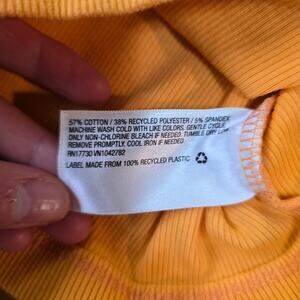 57% COTTON / 38% RECYCLED POLYESTER / 5% SPANDEX
MACHINE WASH COLD WITH LIKE COLORS. GENTLE CYCLE.
ONLY NON-CHLORINE BLEACH IF NEEDED. TUMBLE DRY LOW.
REMOVE PROMPTLY. COOL IRON IF NEEDED.
RN17730 VN1042782
LABEL MADE FROM 100% RECYCLED PLASTIC